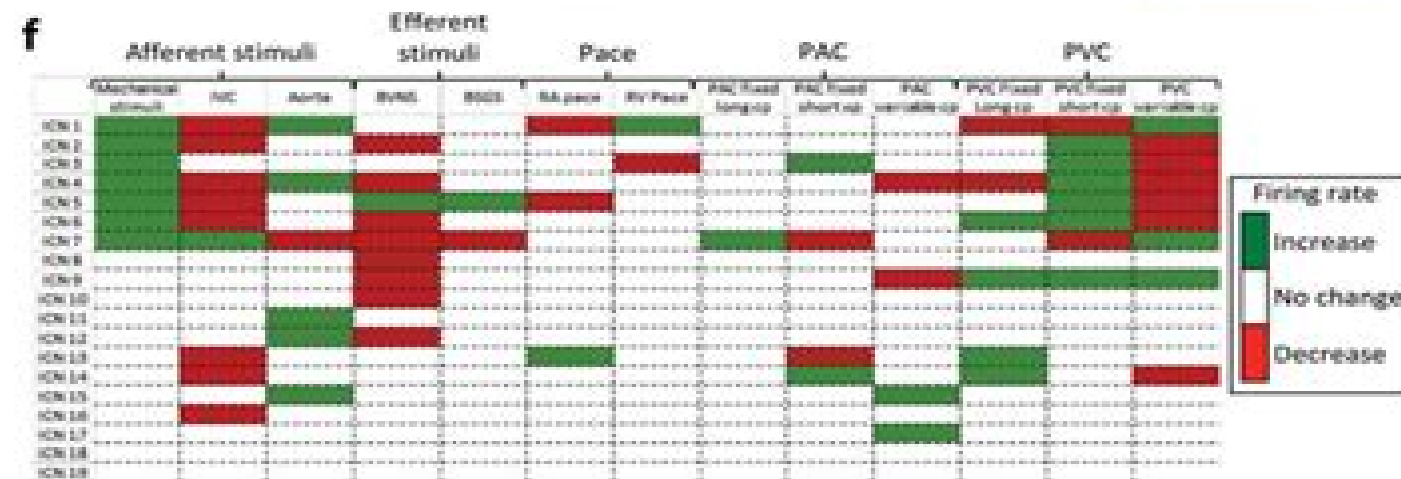 f
Efferent
Afferent stimuli stimuli Pace PAC PVC
Mechanical stimuli IVC Aorta BVNS BSGS RA pace RV Pace PAC fixed long-cp PAC fixed short-cp PAC variable-cp PVC Fixed Long-cp PVC fixed short-cp PVC variable-cp
ICN 1
ICN 2
ICN 3
ICN 4
ICN 5
ICN 6
ICN 7
ICN 8
ICN 9
ICN 10
ICN 11
ICN 12
ICN 13
ICN 14
ICN 15
ICN 16
ICN 17
ICN 18
ICN 19
Firing rate
Increase
No change
Decrease